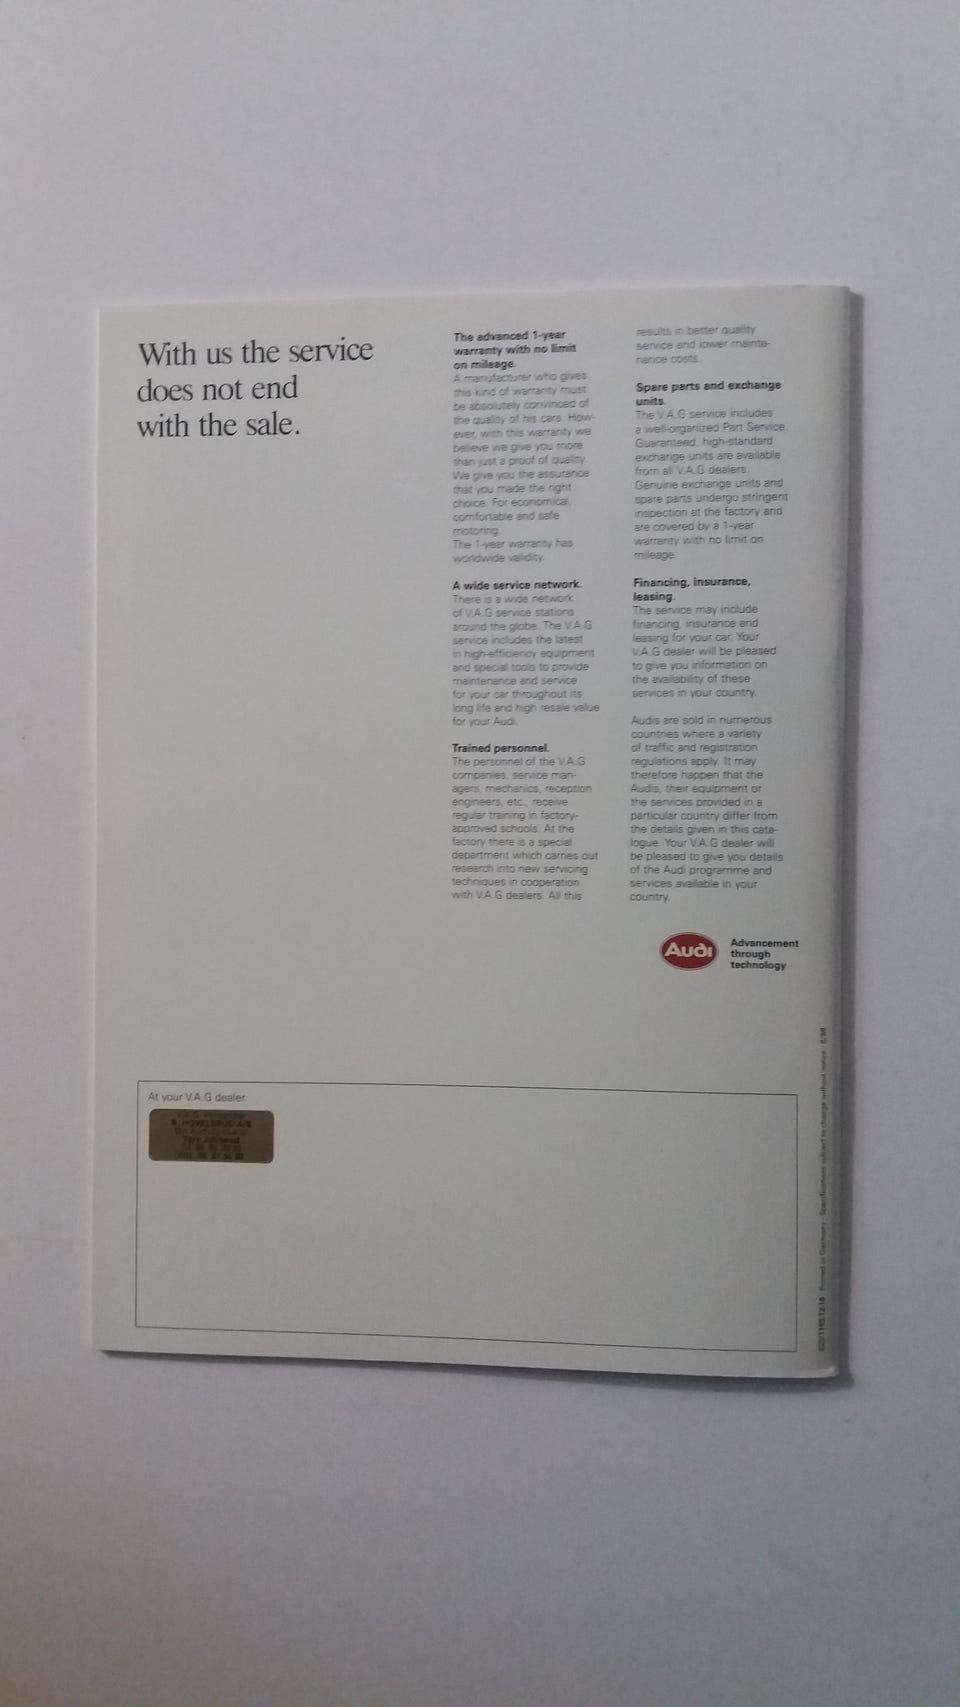 With us the service
does not end
with the sale.
The advanced 1-year
warranty with no limit
on mileage.
A manufacturer who gives
this kind of warranty must
be absolutely convinced of
the quality of his cars. How-
ever, with this warranty we
believe we give you more
than just a proof of quality.
We give you the assurance
that you made the right
choice. For economical,
comfortable and safe
motoring.
The 1-year warranty has
worldwide validity.
A wide service network.
There is a wide network
of V.A.G service stations
around the globe. The V.A.G
service includes the latest
in high-efficiency equipment
and special tools to provide
maintenance and service
for your car throughout its
long life and high resale value
for your Audi.
Trained personnel.
The personnel of the V.A.G
companies, service man-
agers, mechanics, reception
engineers, etc., receive
regular training in factory-
approved schools. At the
factory there is a special
department which carries out
research into new servicing
techniques in cooperation
with V.A.G dealers. All this
results in better quality
service and lower mainte-
nance costs.
Spare parts and exchange
units.
The V.A.G service includes
a well-organized Part Service.
Guaranteed, high-standard
exchange units are available
from all V.A.G dealers.
Genuine exchange units and
spare parts undergo stringent
inspection at the factory and
are covered by a 1-year
warranty with no limit on
mileage.
Financing, insurance,
leasing.
The service may include
financing, insurance and
leasing for your car. Your
V.A.G dealer will be pleased
to give you information on
the availability of these
services in your country.
Audis are sold in numerous
countries where a variety
of traffic and registration
regulations apply. It may
therefore happen that the
Audis, their equipment or
the services provided in a
particular country differ from
the details given in this cata-
logue. Your V.A.G dealer will
be pleased to give you details
of the Audi programme and
services available in your
country.
Audi
Advancement
through
technology
At your V.A.G dealer
HOVELSRUD A/S
Printed in Germany · Specifications subject to change without notice ·